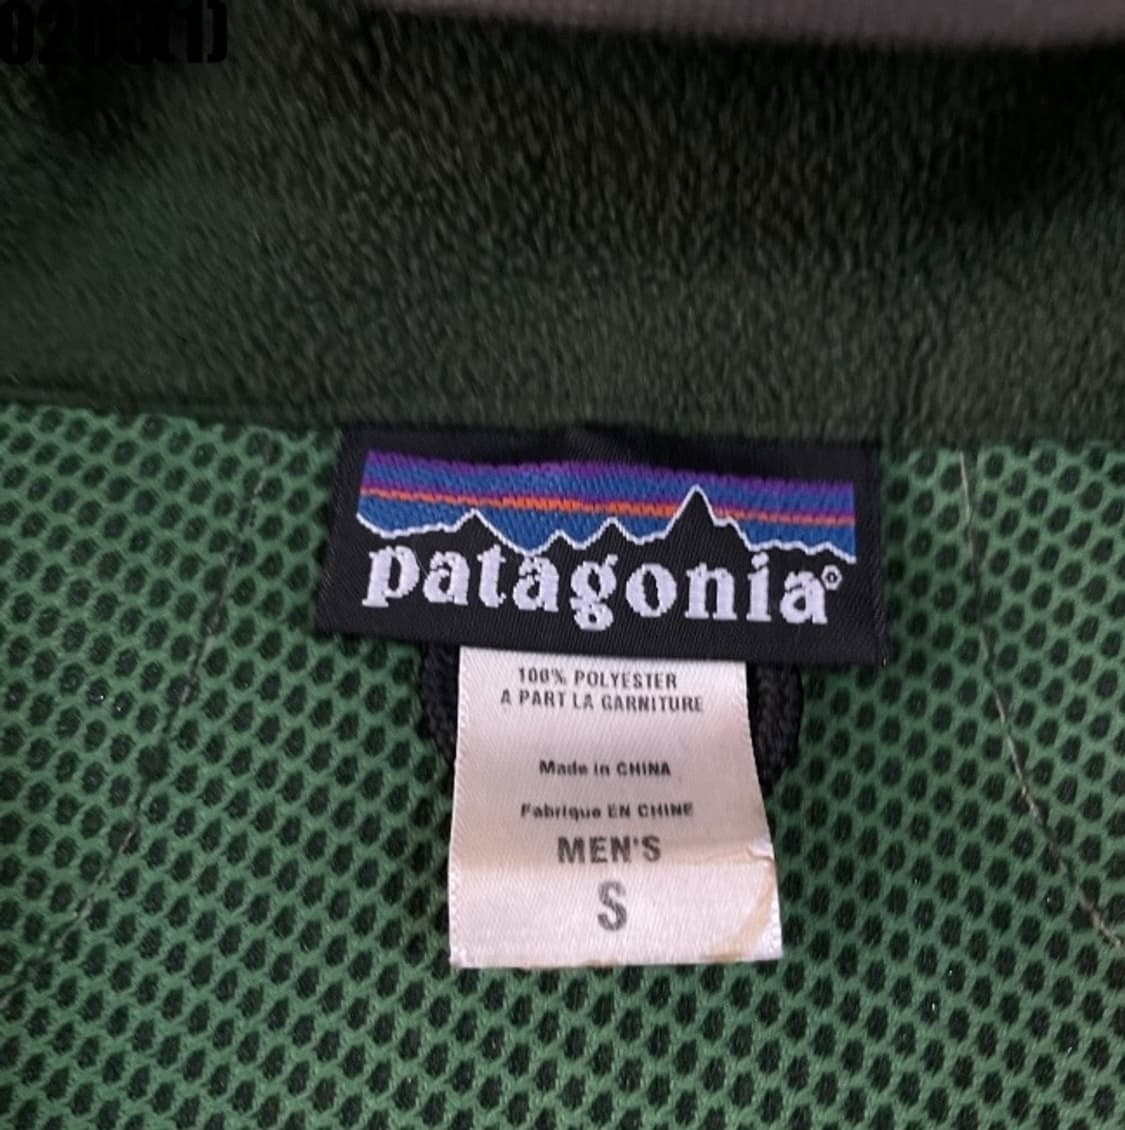 patagonia®
100% POLYESTER
A PART LA GARNITURE
Made in CHINA
Fabrique EN CHINE
MEN'S
S